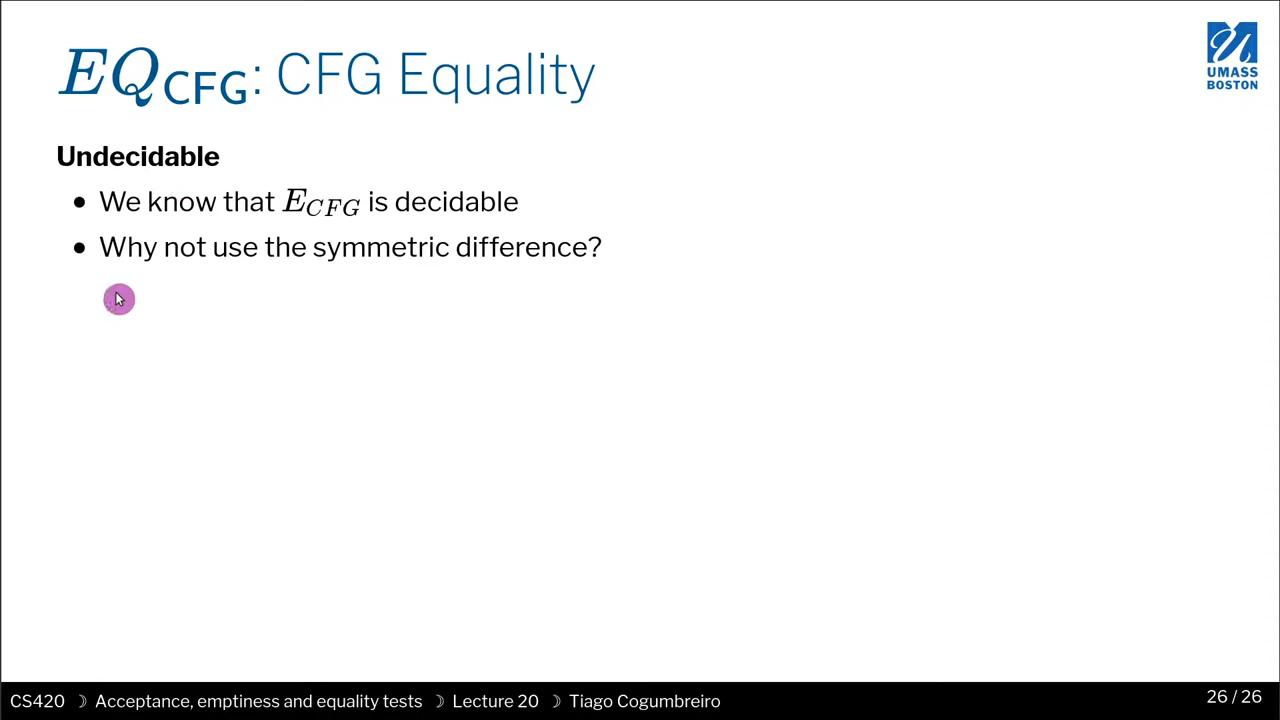 EQ_CFG: CFG Equality
UMASS
BOSTON
Undecidable
• We know that E_CFG is decidable
• Why not use the symmetric difference?
CS420 ☽ Acceptance, emptiness and equality tests ☽ Lecture 20 ☽ Tiago Cogumbreiro
26 / 26